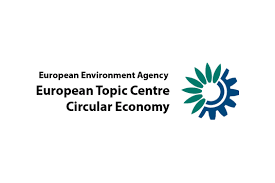 European Environment Agency
European Topic Centre
Circular Economy